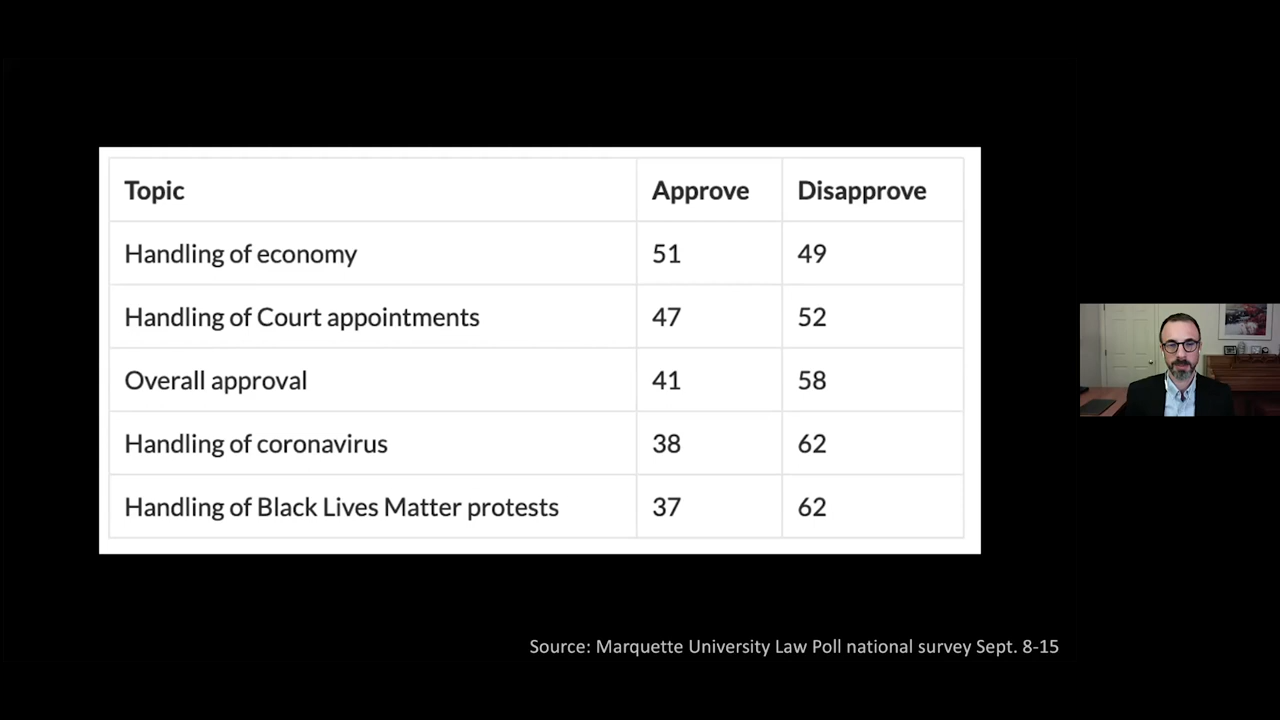 Topic Approve Disapprove
Handling of economy 51 49
Handling of Court appointments 47 52
Overall approval 41 58
Handling of coronavirus 38 62
Handling of Black Lives Matter protests 37 62
Source: Marquette University Law Poll national survey Sept. 8-15